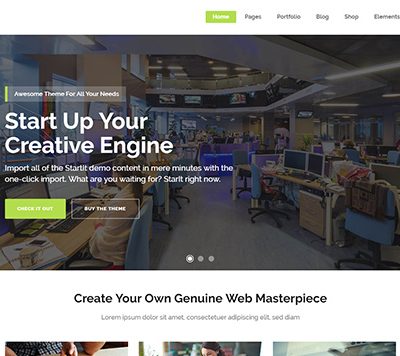 Home Pages Portfolio Blog Shop Elements
Awesome Theme For All Your Needs
Start Up Your
Creative Engine
Import all of the StartIt demo content in mere minutes with the
one-click import. What are you waiting for? StarIt right now.
CHECK IT OUT BUY THE THEME
Create Your Own Genuine Web Masterpiece
Lorem ipsum dolor sit amet, consectetuer adipiscing elit, sed diam